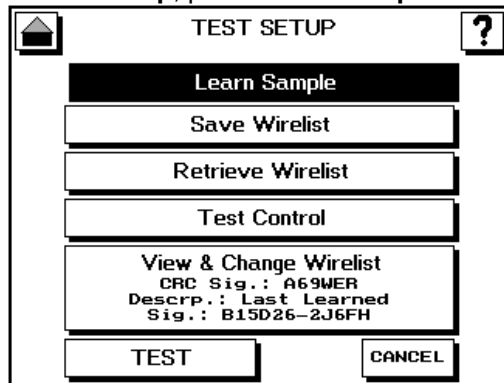 TEST SETUP
?
Learn Sample
Save Wirelist
Retrieve Wirelist
Test Control
View & Change Wirelist
CRC Sig.: A69WER
Descrp.: Last Learned
Sig.: B15D26-2J6FH
TEST
CANCEL